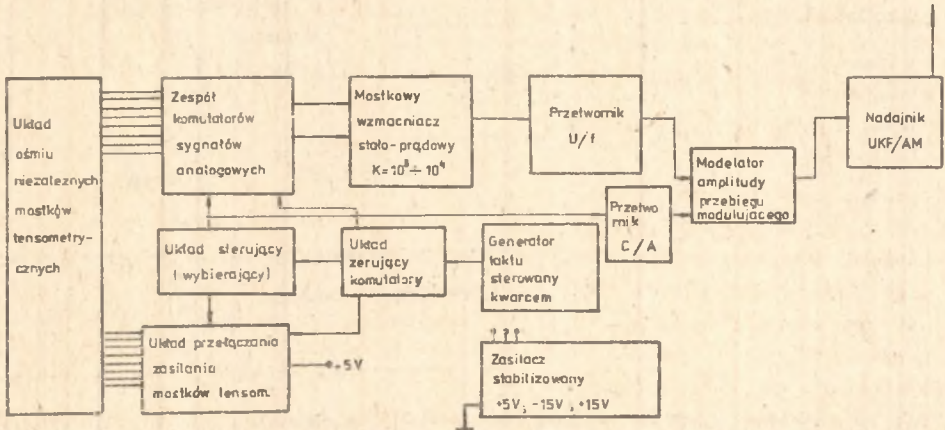 Układ
ośmiu
niezależnych
mostków
tensometry-
cznych
Zespół
komutatorów
sygnałów
analogowych
Mostkowy
wzmacniacz
stało-prądowy
K=10³÷10⁴
Przetwornik
U/f
Modelator
amplitudy
przebiegu
modulującego
Nadajnik
UKF/AM
Przetwo
rnik
C/A
Układ sterujący
(wybierający)
Układ
zerujący
komutatory
Generator
taktu
sterowany
kwarcem
Układ przełączania
zasilania
mostków tensom.
+5V
Zasilacz
stabilizowany
+5V, -15V, +15V